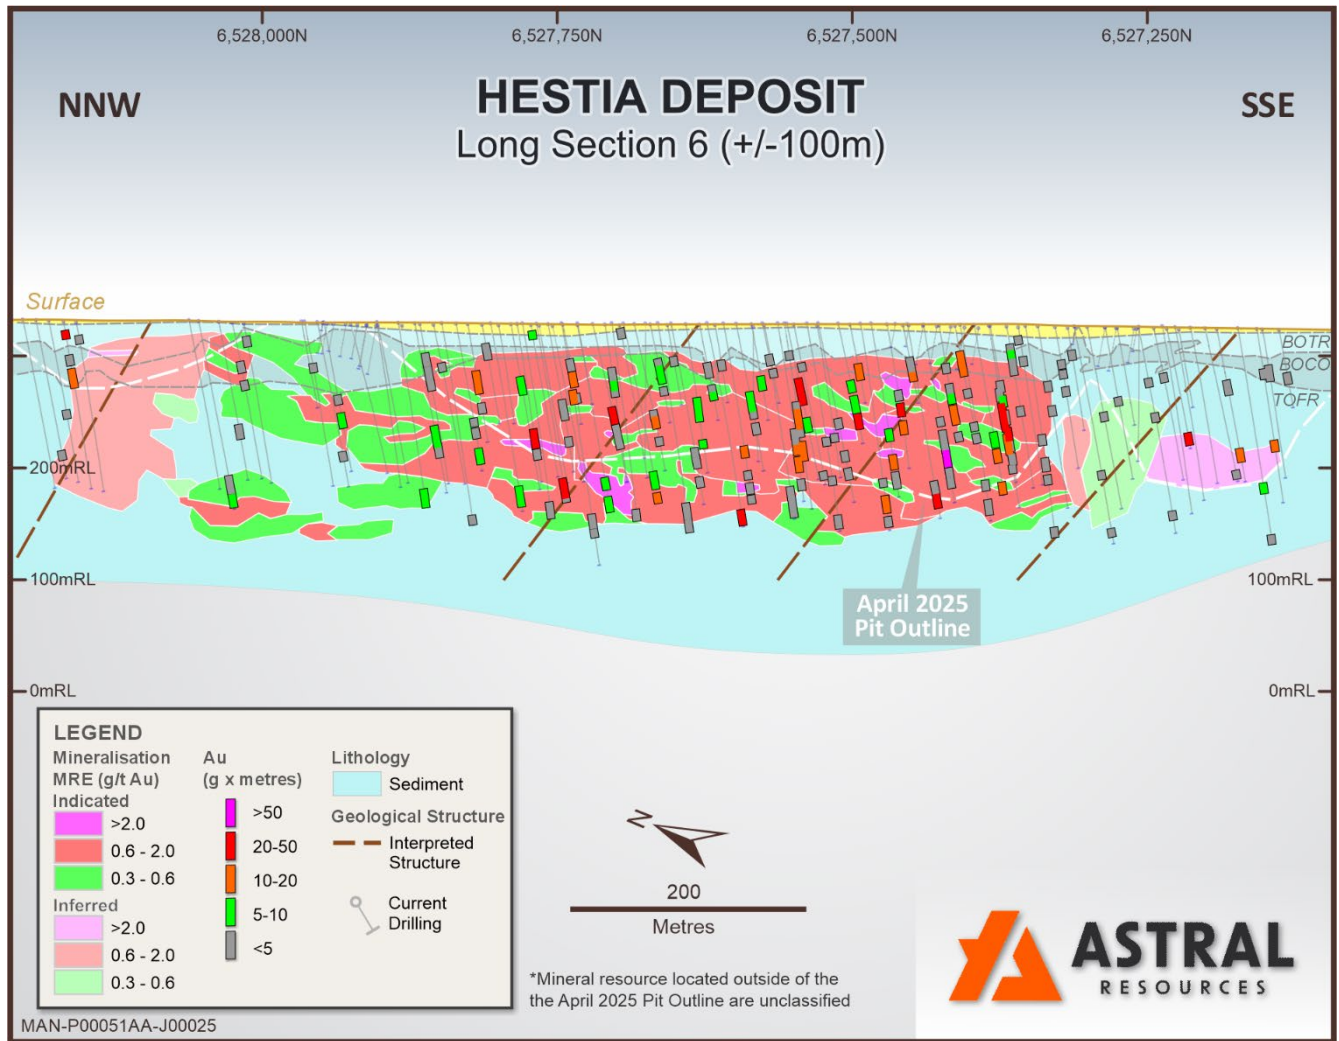 6,528,000N
6,527,750N
6,527,500N
6,527,250N
NNW
HESTIA DEPOSIT
SSE
Long Section 6 (+/-100m)
Surface
BOTR
BOCO
TOFR
200mRL
100mRL
100mRL
April 2025
Pit Outline
0mRL
0mRL
LEGEND
Mineralisation
MRE (g/t Au)
Indicated
>2.0
0.6 - 2.0
0.3 - 0.6
Inferred
>2.0
0.6 - 2.0
0.3 - 0.6
Au
(g x metres)
>50
20-50
10-20
5-10
<5
Lithology
Sediment
Geological Structure
Interpreted
Structure
Current
Drilling
N
200
Metres
*Mineral resource located outside of the
the April 2025 Pit Outline are unclassified
ASTRAL
RESOURCES
MAN-P00051AA-J00025